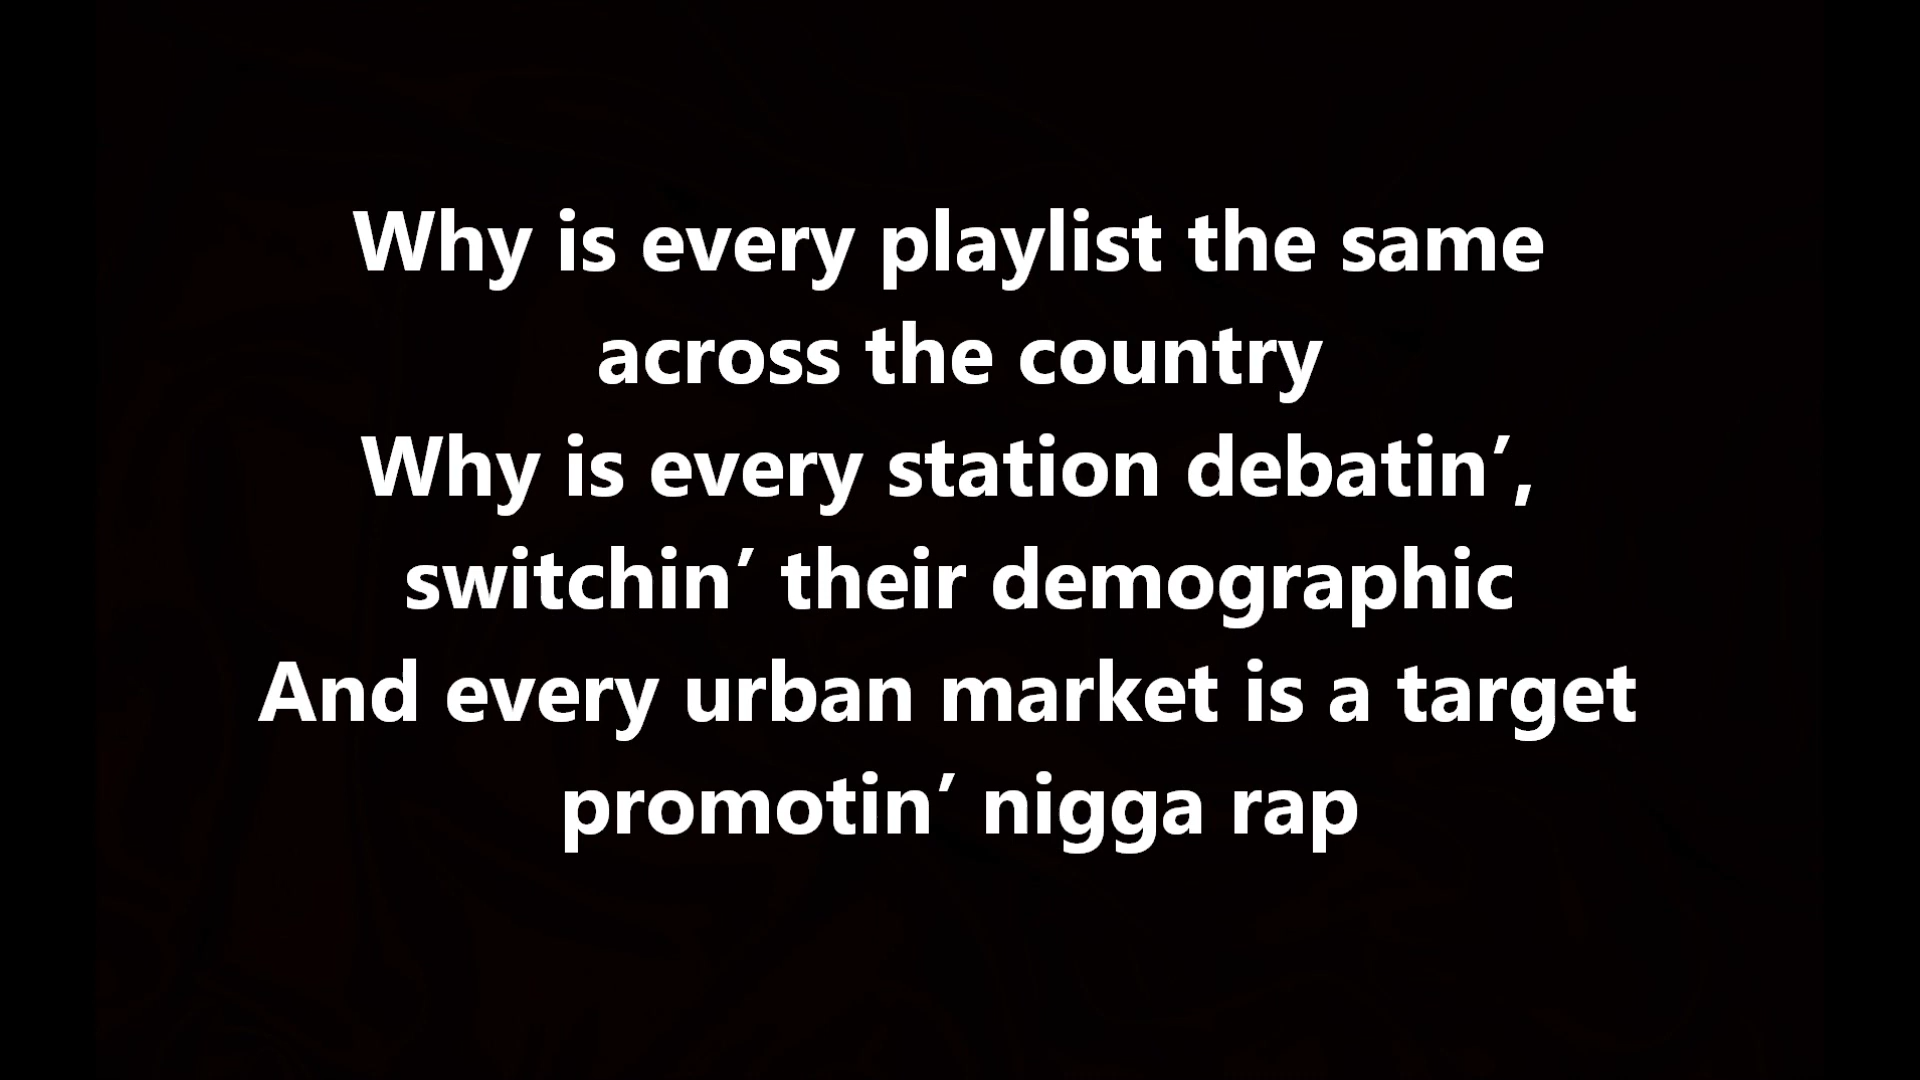 Why is every playlist the same
across the country
Why is every station debatin’,
switchin’ their demographic
And every urban market is a target
promotin’ nigga rap